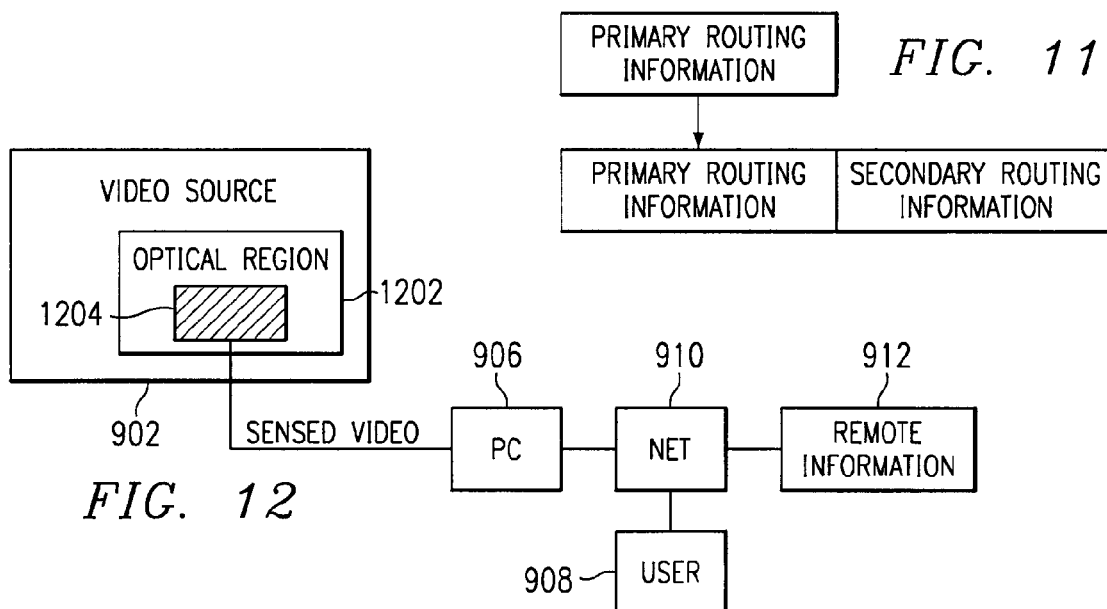 PRIMARY ROUTING
INFORMATION
FIG. 11
PRIMARY ROUTING
INFORMATION
SECONDARY ROUTING
INFORMATION
VIDEO SOURCE
OPTICAL REGION
1204
1202
902
SENSED VIDEO
906
PC
910
NET
912
REMOTE
INFORMATION
908
USER
FIG. 12